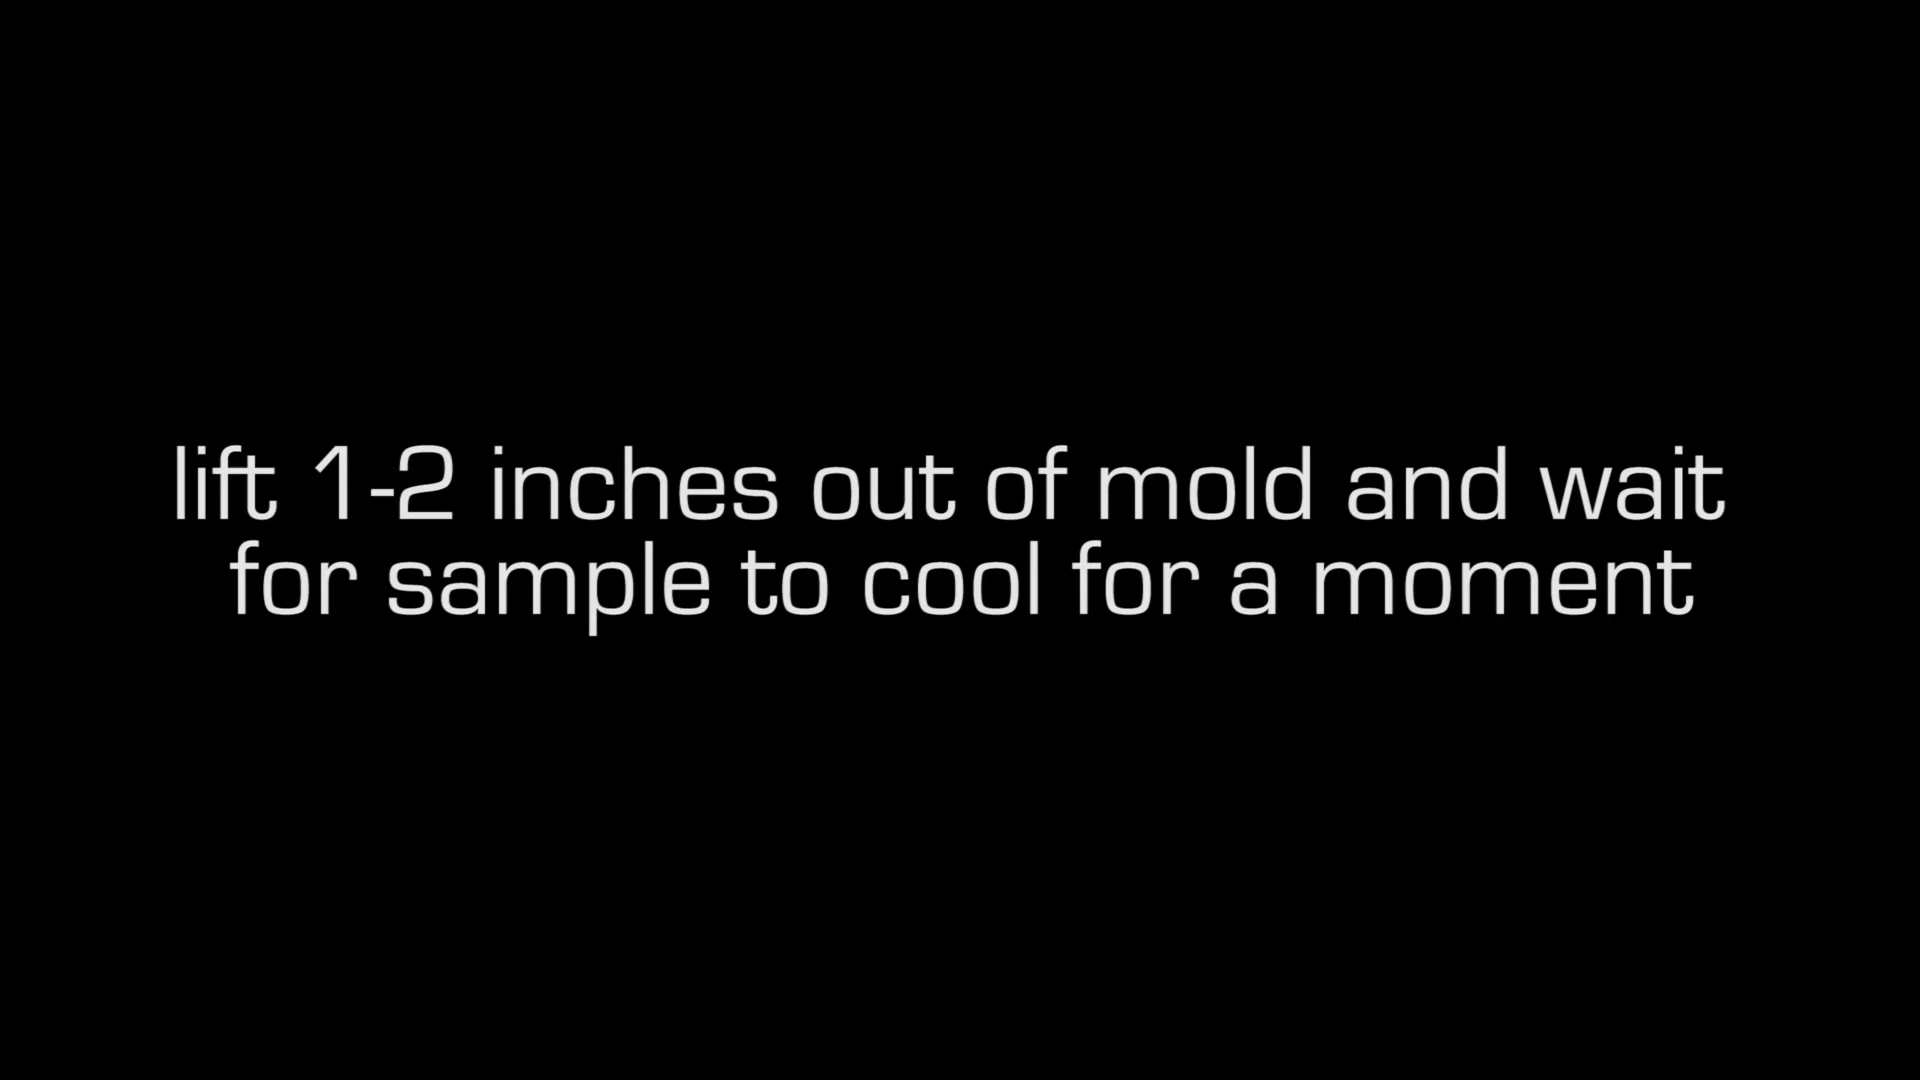 lift 1-2 inches out of mold and wait
for sample to cool for a moment